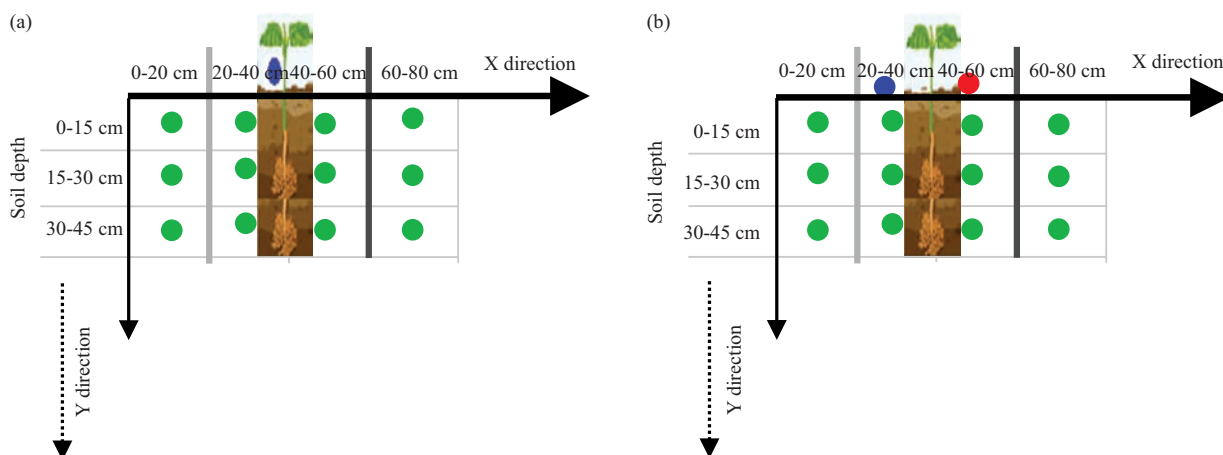 (a)
0-20 cm 20-40 cm 40-60 cm 60-80 cm
X direction
0-15 cm
15-30 cm
30-45 cm
Soil depth
Y direction
(b)
0-20 cm 20-40 cm 40-60 cm 60-80 cm
X direction
0-15 cm
15-30 cm
30-45 cm
Soil depth
Y direction